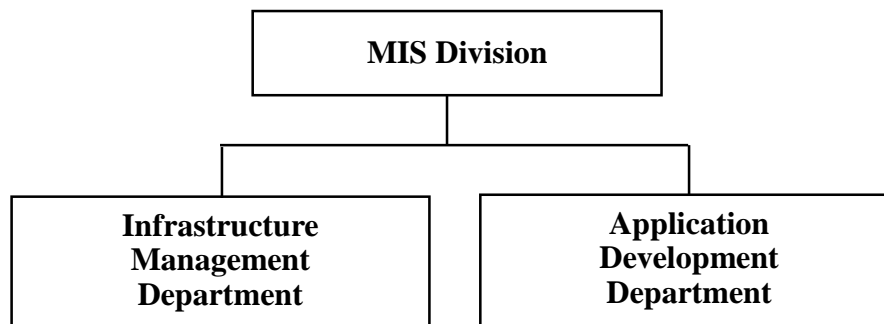 MIS Division
Infrastructure
Management
Department
Application
Development
Department